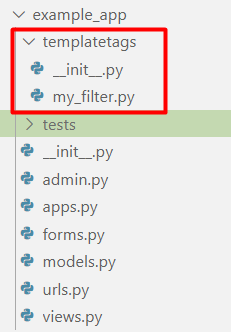 example_app
templatetags
__init__.py
my_filter.py
tests
__init__.py
admin.py
apps.py
forms.py
models.py
urls.py
views.py